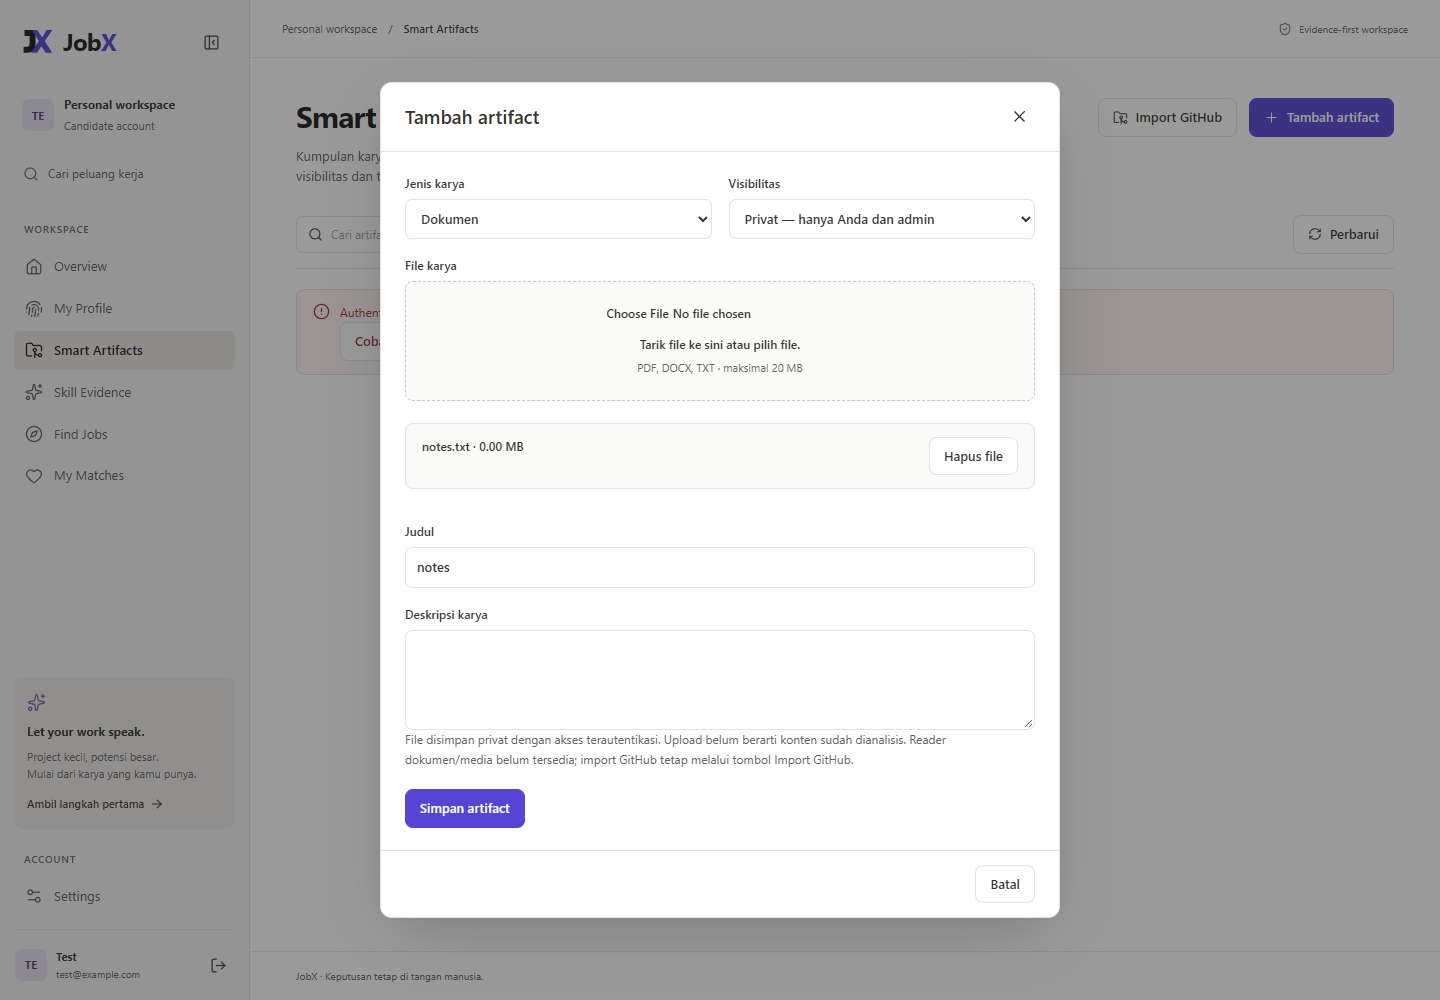 JX JobX
Personal workspace / Smart Artifacts
Evidence-first workspace
TE
Personal workspace
Candidate account
Cari peluang kerja
WORKSPACE
Overview
My Profile
Smart Artifacts
Skill Evidence
Find Jobs
My Matches
Let your work speak.
Project kecil, potensi besar.
Mulai dari karya yang kamu punya.
Ambil langkah pertama
ACCOUNT
Settings
TE
Test
test@example.com
Smart
Import GitHub
Tambah artifact
Kumpulan kary
visibilitas dan
Cari artifa
Perbarui
Authen
Coba
Tambah artifact
Jenis karya
Visibilitas
Dokumen
Privat — hanya Anda dan admin
File karya
Choose File No file chosen
Tarik file ke sini atau pilih file.
PDF, DOCX, TXT · maksimal 20 MB
notes.txt · 0.00 MB
Hapus file
Judul
notes
Deskripsi karya
File disimpan privat dengan akses terautentikasi. Upload belum berarti konten sudah dianalisis. Reader
dokumen/media belum tersedia; import GitHub tetap melalui tombol Import GitHub.
Simpan artifact
Batal
JobX · Keputusan tetap di tangan manusia.